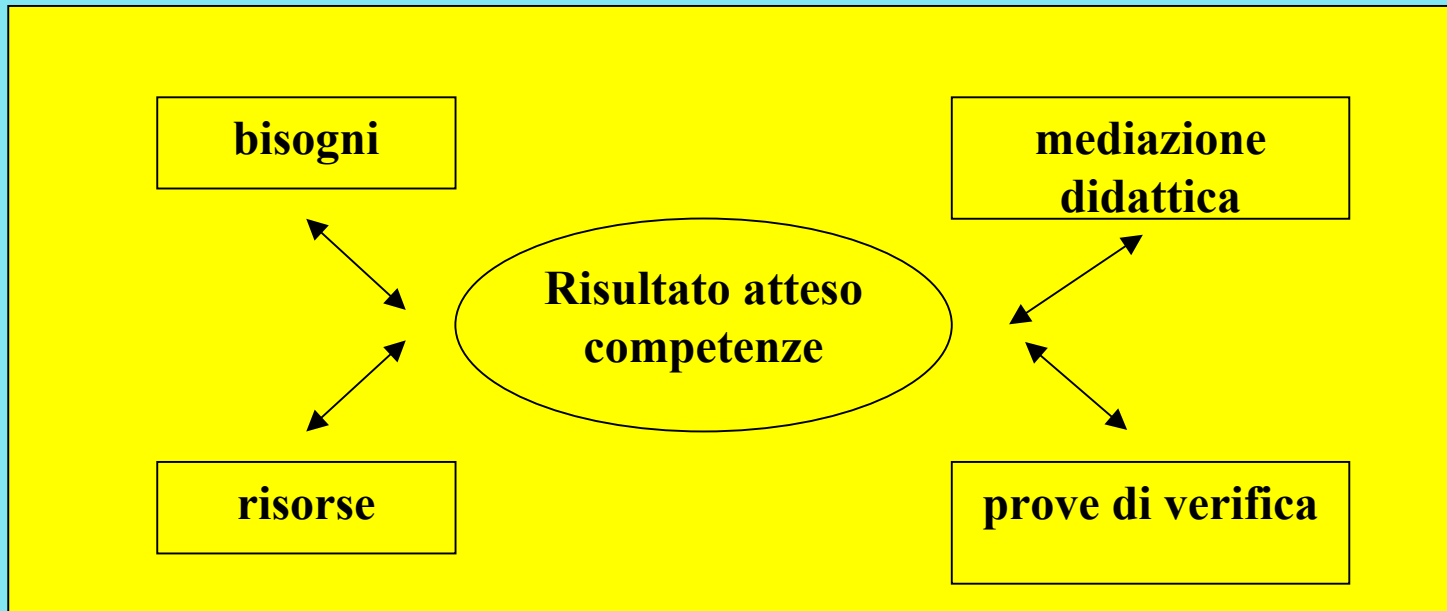 bisogni
mediazione
didattica
Risultato atteso
competenze
risorse
prove di verifica